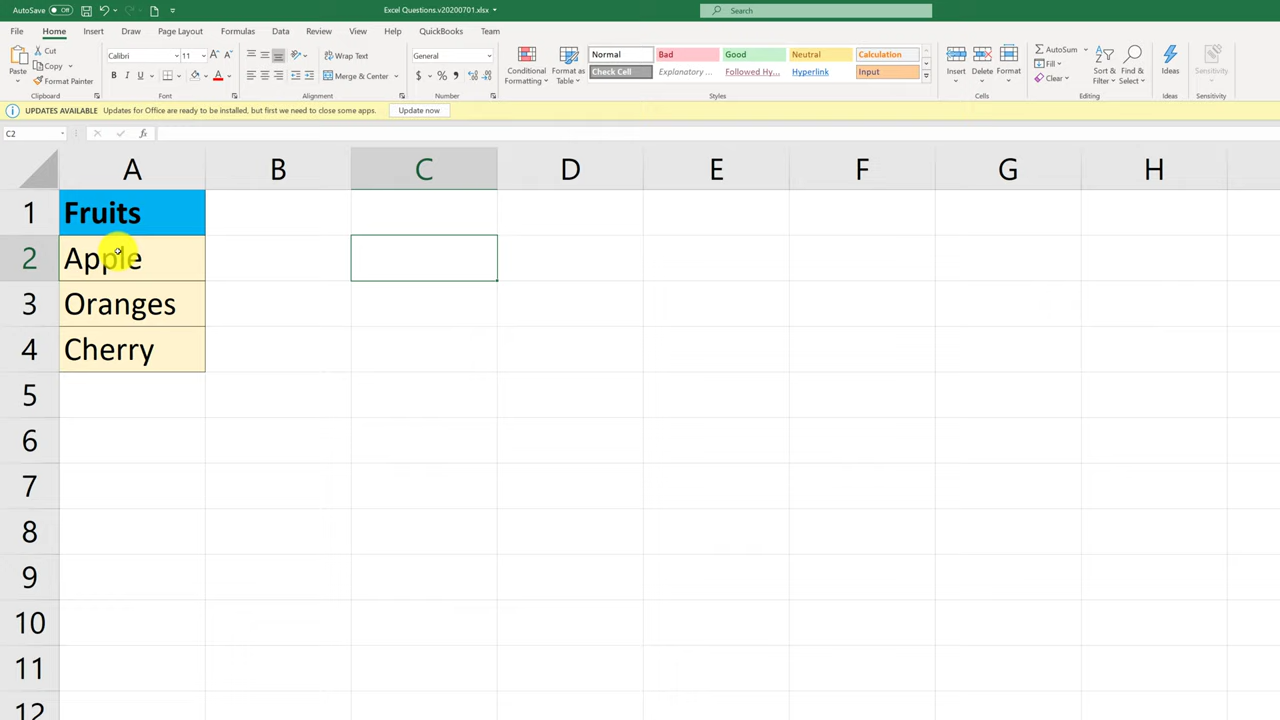 AutoSave Off Excel Questions.v20200701.xlsx Search
File Home Insert Draw Page Layout Formulas Data Review View Help QuickBooks Team
Paste Cut Copy Format Painter
Calibri 11 A A B I U A
Wrap Text Merge & Center
General $ % 9
Conditional Formatting Format as Table
Normal Bad Good Neutral Calculation
Check Cell Explanatory ... Followed Hy... Hyperlink Input
Insert Delete Format
AutoSum Fill Clear Sort & Filter Find & Select
Ideas Sensitivity
Clipboard Font Alignment Number Styles Cells Editing Ideas Sensitivity
UPDATES AVAILABLE Updates for Office are ready to be installed, but first we need to close some apps. Update now
C2 fx
A B C D E F G H
1 Fruits
2 Apple
3 Oranges
4 Cherry
5
6
7
8
9
10
11
12